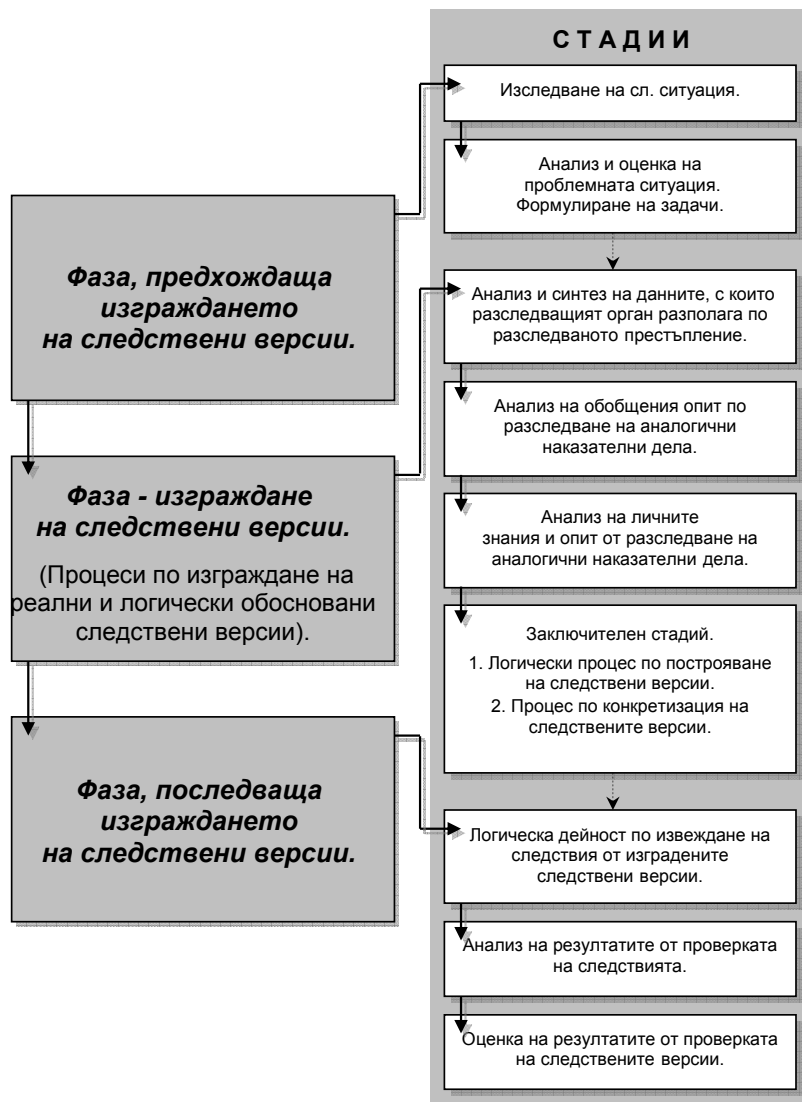 СТАДИИ
Изследване на сл. ситуация.
Анализ и оценка на
проблемната ситуация.
Формулиране на задачи.
Фаза, предхождаща
изграждането
на следствени версии.
Анализ и синтез на данните, с които
разследващият орган разполага по
разследваното престъпление.
Анализ на обобщения опит по
разследване на аналогични
наказателни дела.
Фаза - изграждане
на следствени версии.
(Процеси по изграждане на
реални и логически обосновани
следствени версии).
Анализ на личните
знания и опит от разследване на
аналогични наказателни дела.
Заключителен стадий.
1. Логически процес по построяване
на следствени версии.
2. Процес по конкретизация на
следствените версии.
Фаза, последваща
изграждането
на следствени версии.
Логическа дейност по извеждане на
следствия от изградените
следствени версии.
Анализ на резултатите от проверката
на следствията.
Оценка на резултатите от проверката
на следствените версии.